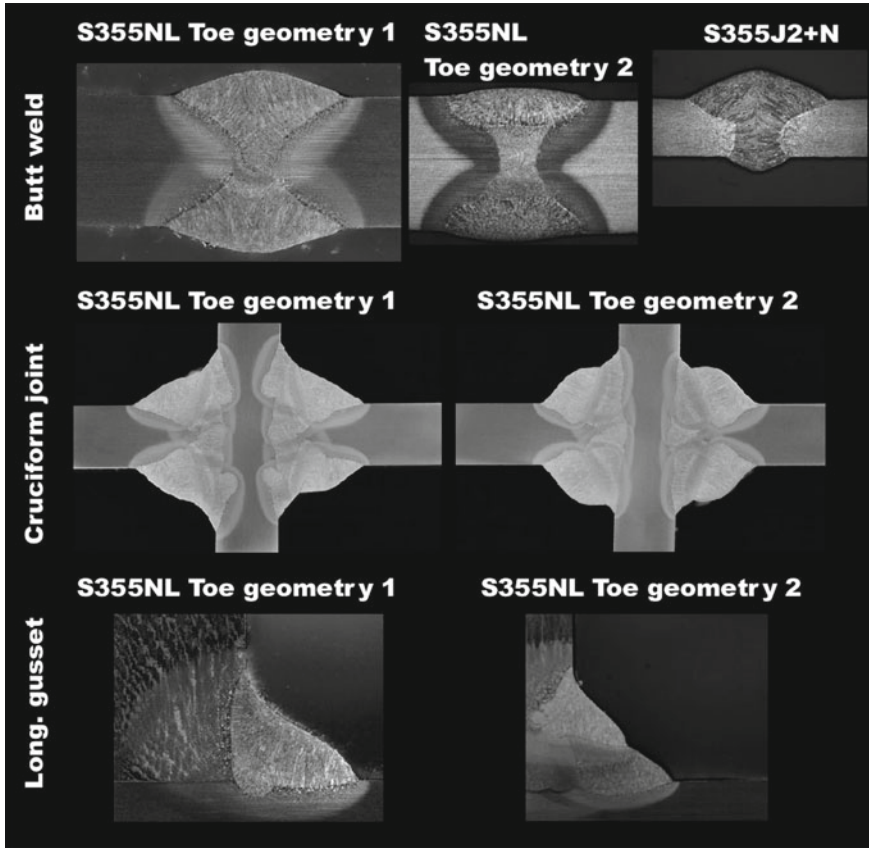 S355NL Toe geometry 1
S355NL
Toe geometry 2
S355J2+N
Butt weld
S355NL Toe geometry 1
S355NL Toe geometry 2
Cruciform joint
S355NL Toe geometry 1
S355NL Toe geometry 2
Long. gusset